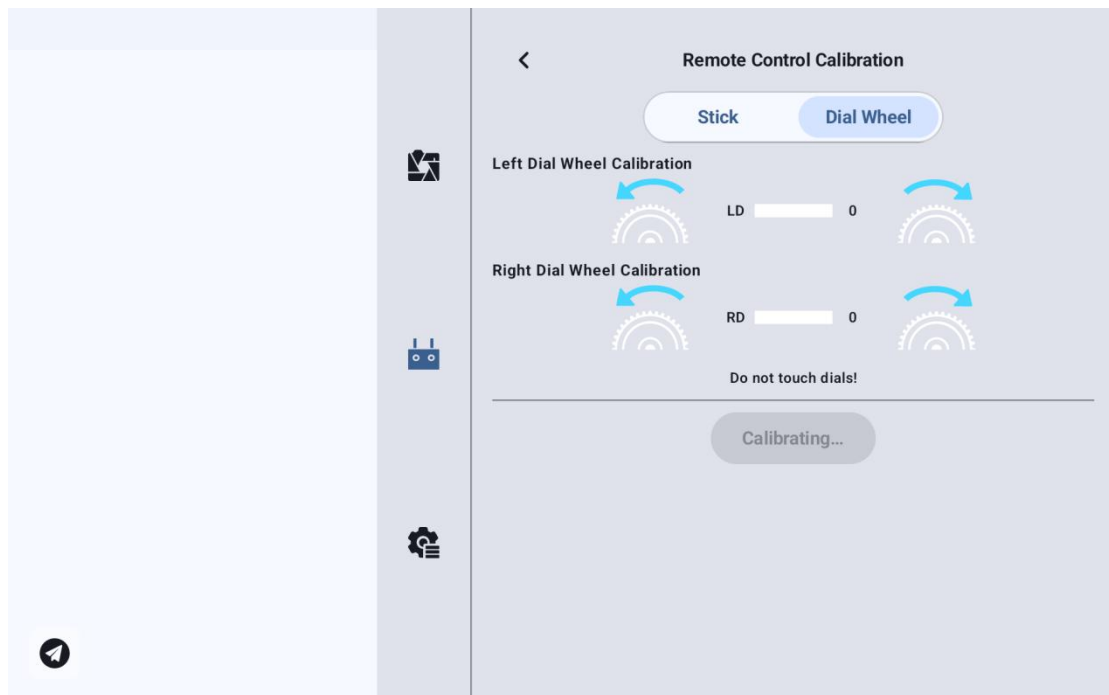 Remote Control Calibration
Stick Dial Wheel
Left Dial Wheel Calibration
LD 0
Right Dial Wheel Calibration
RD 0
Do not touch dials!
Calibrating...